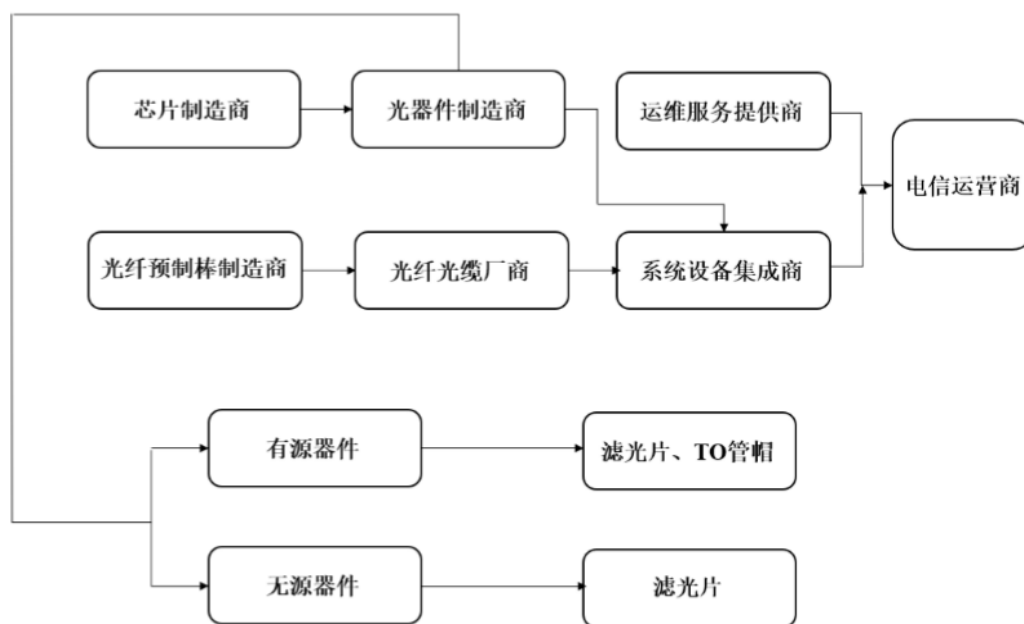 芯片制造商
光器件制造商
运维服务提供商
电信运营商
光纤预制棒制造商
光纤光缆厂商
系统设备集成商
有源器件
滤光片、TO管帽
无源器件
滤光片